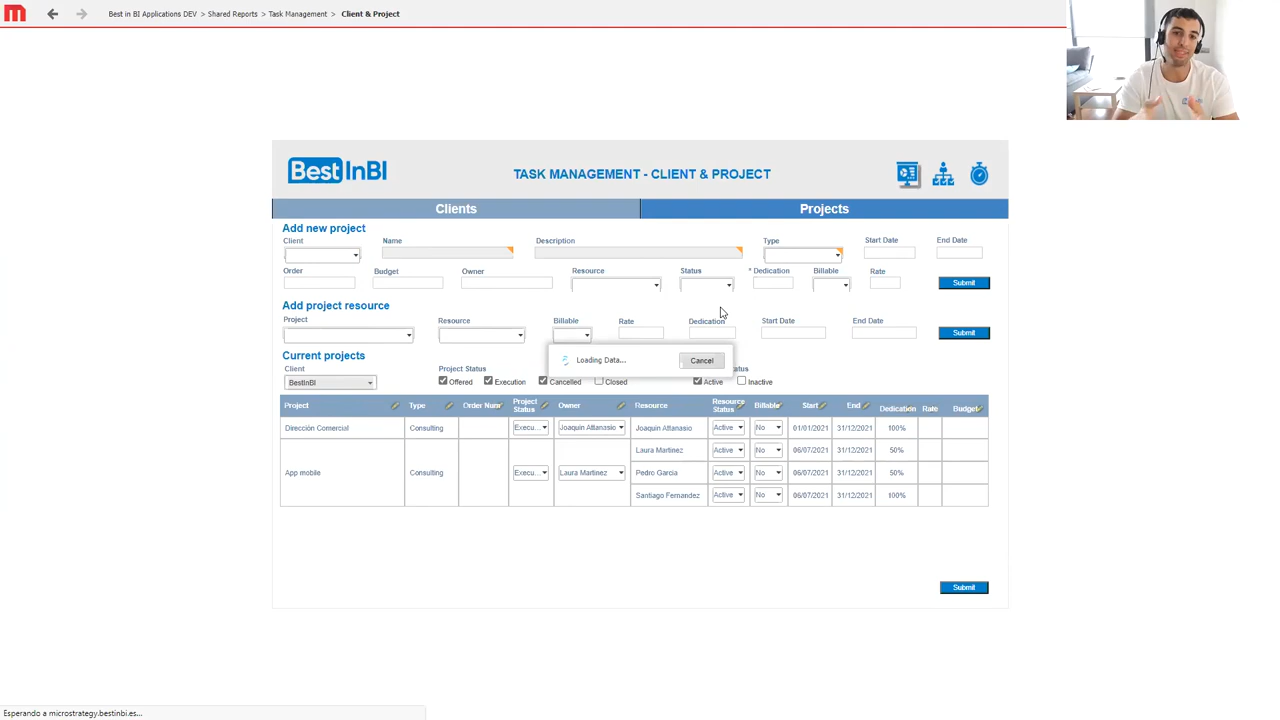 Best in BI Applications DEV > Shared Reports > Task Management > Client & Project
BestInBI
TASK MANAGEMENT - CLIENT & PROJECT
Clients Projects
Add new project
Client Name Description Type Start Date End Date
Order Budget Owner Resource Status * Dedication Billable Rate Submit
Add project resource
Project Resource Billable Rate Dedication Start Date End Date Submit
Loading Data... Cancel
Current projects
Client Project Status
BestInBI Offered Execution Cancelled Closed Active Inactive
Project Type Order Num Project Status Owner Resource Resource Status Billable Start End Dedication Rate Budget
Dirección Comercial Consulting Execu... Joaquin Attanasio Joaquin Attanasio Active No 01/01/2021 31/12/2021 100%
Laura Martinez Active No 06/07/2021 31/12/2021 50%
App mobile Consulting Execu... Laura Martinez Pedro Garcia Active No 06/07/2021 31/12/2021 50%
Santiago Fernandez Active No 06/07/2021 31/12/2021 100%
Submit
Esperando a microstrategy.bestinbi.es...